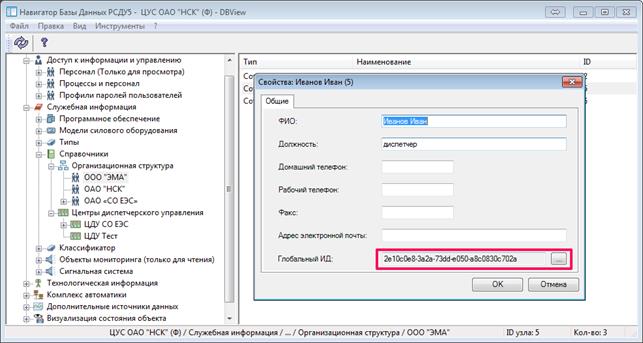 Навигатор Базы Данных РСДУ5 - ЦУС ОАО "НСК" (Ф) - DBView
Файл Правка Вид Инструменты
Доступ к информации и управлению
Персонал (Только для просмотра)
Процессы и персонал
Профили паролей пользователей
Служебная информация
Программное обеспечение
Модели силового оборудования
Типы
Справочники
Организационная структура
ООО "ЭМА"
ОАО "НСК"
ОАО «СО ЕЭС»
Центры диспетчерского управления
ЦДУ СО ЕЭС
ЦДУ Тест
Классификатор
Объекты мониторинга (только для чтения)
Сигнальная система
Технологическая информация
Комплекс автоматики
Дополнительные источники данных
Визуализация состояния объекта
Тип Наименование ID
Свойства: Иванов Иван (5)
Общие
ФИО: Иванов Иван
Должность: диспетчер
Домашний телефон:
Рабочий телефон:
Факс:
Адрес электронной почты:
Глобальный ИД: 2e10c0e8-3a2a-73dd-e050-a8c0830c702a ...
OK Отмена
ЦУС ОАО "НСК" (Ф) / Служебная информация / ... / Организационная структура / ООО "ЭМА" ID узла: 5 Кол-во: 3